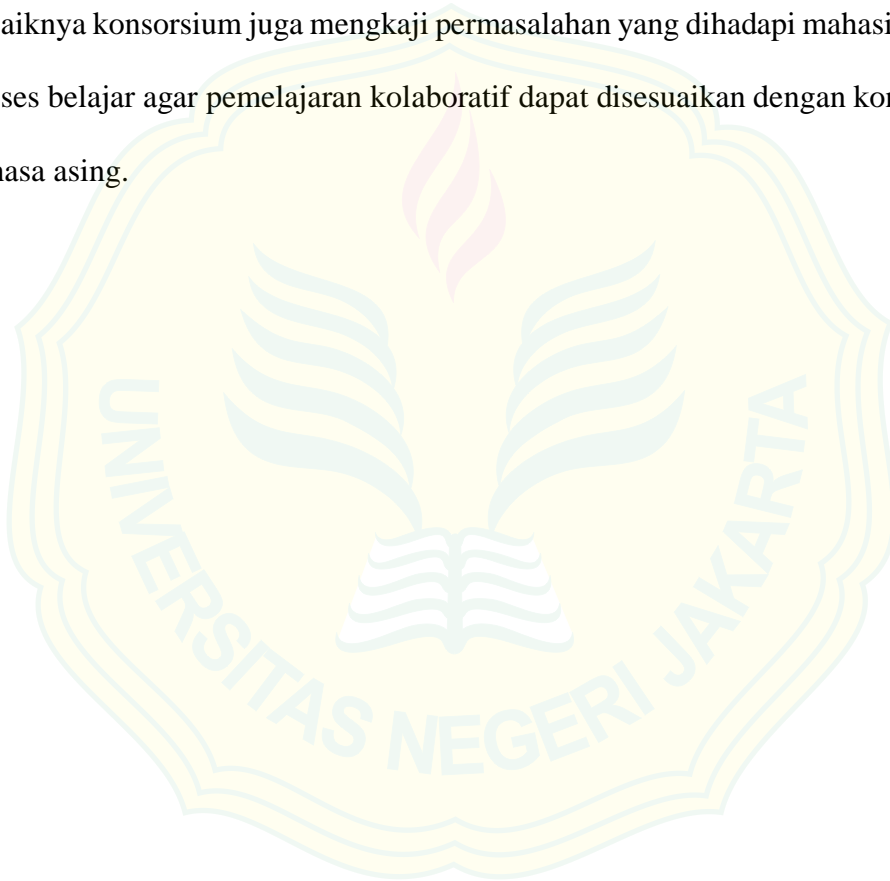 aiknya konsorsium juga mengkaji permasalahan yang dihadapi mahasi
ses belajar agar pemelajaran kolaboratif dapat disesuaikan dengan kon
hasa asing.
UNIVERSITAS NEGERI JAKARTA